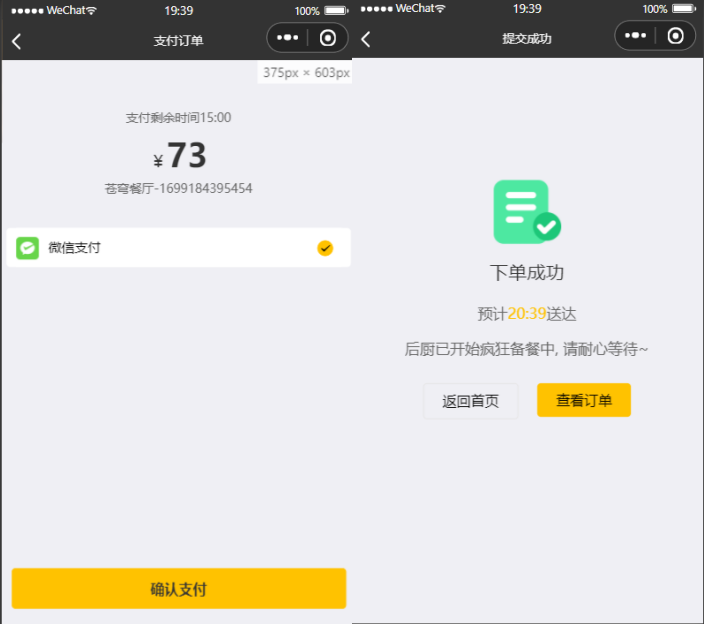 WeChat
19:39
100%
支付订单
375px × 603px
支付剩余时间15:00
¥73
苍穹餐厅-1699184395454
微信支付
确认支付
WeChat
19:39
100%
提交成功
下单成功
预计20:39送达
后厨已开始疯狂备餐中, 请耐心等待~
返回首页
查看订单